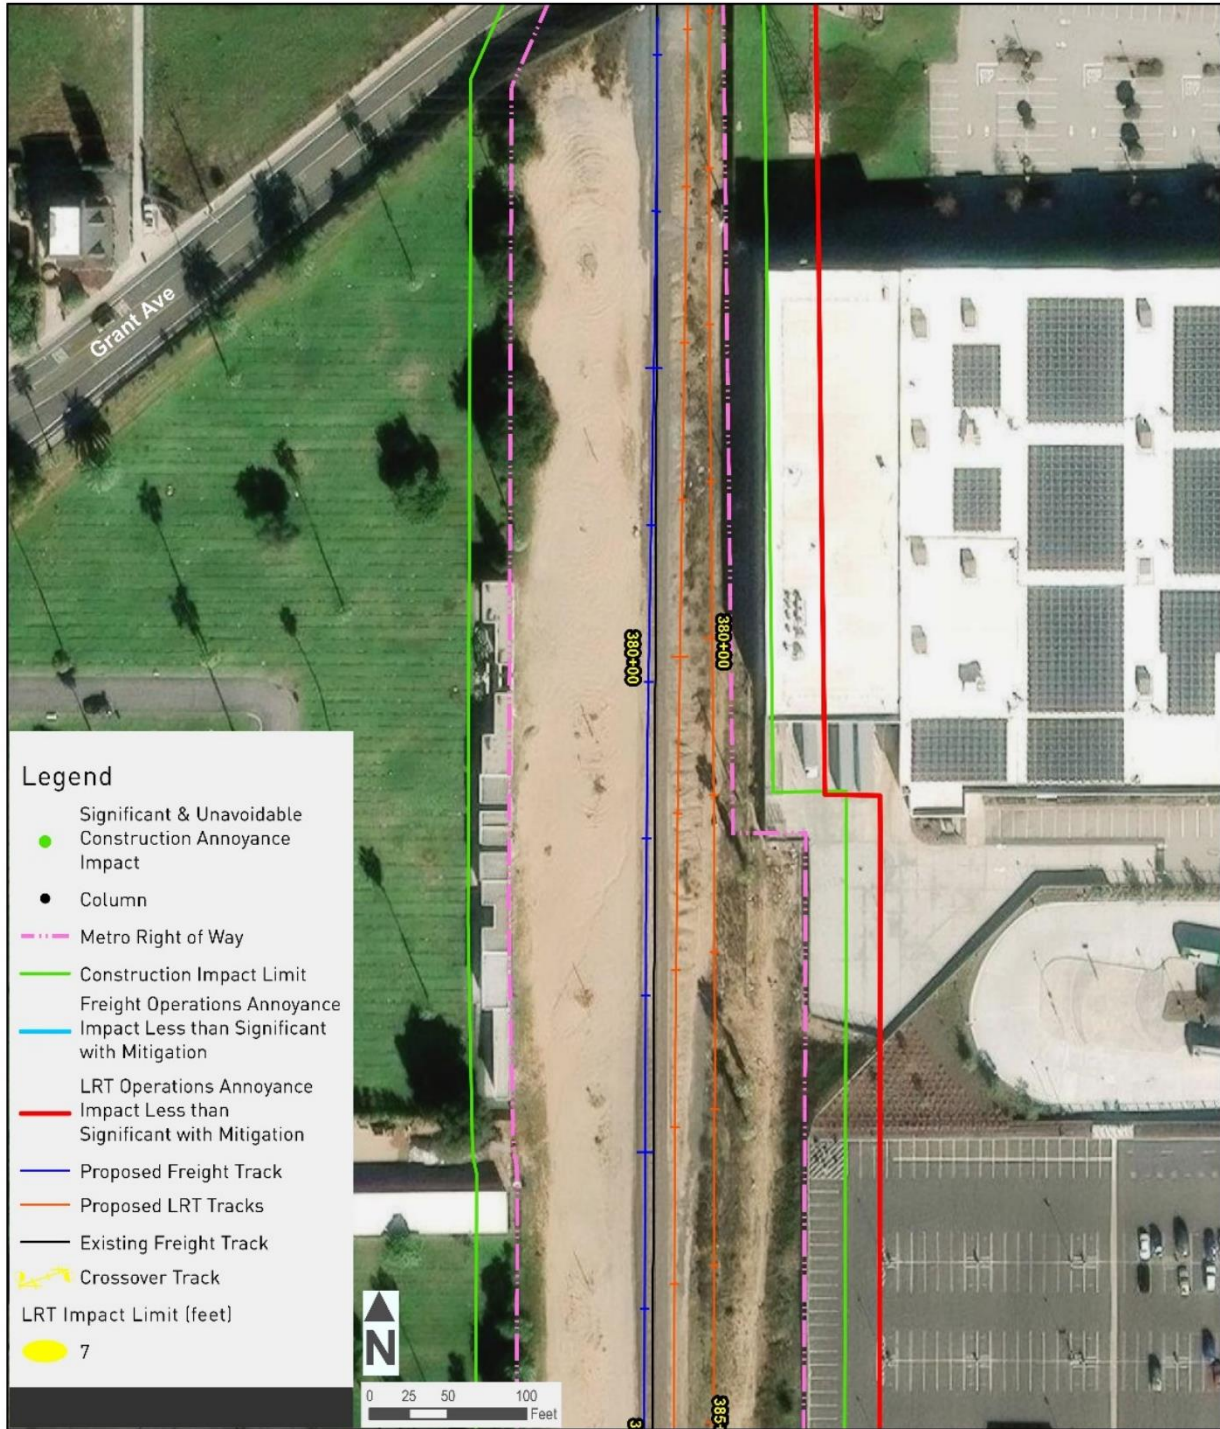 Grant Ave
380+00
380+00
Legend
Significant & Unavoidable
Construction Annoyance
Impact
Column
Metro Right of Way
Construction Impact Limit
Freight Operations Annoyance
Impact Less than Significant
with Mitigation
LRT Operations Annoyance
Impact Less than
Significant with Mitigation
Proposed Freight Track
Proposed LRT Tracks
Existing Freight Track
Crossover Track
LRT Impact Limit (feet)
7
N
0 25 50 100
Feet
3
385+